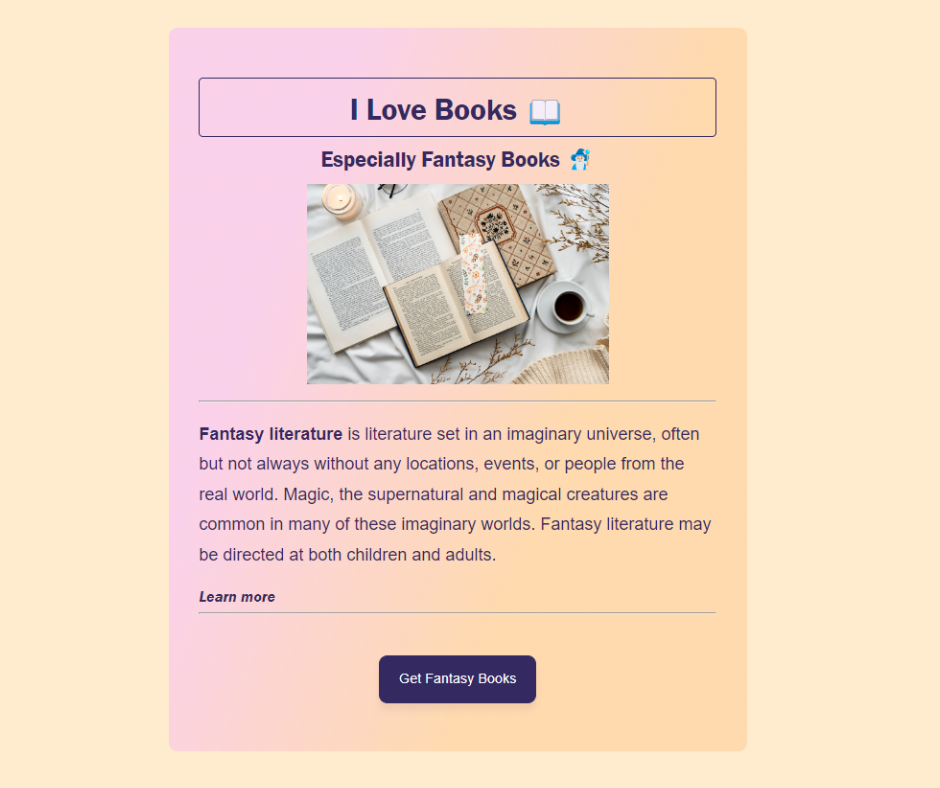 I Love Books 📖
Especially Fantasy Books 🧙‍♂️
Fantasy literature is literature set in an imaginary universe, often
but not always without any locations, events, or people from the
real world. Magic, the supernatural and magical creatures are
common in many of these imaginary worlds. Fantasy literature may
be directed at both children and adults.
Learn more
Get Fantasy Books